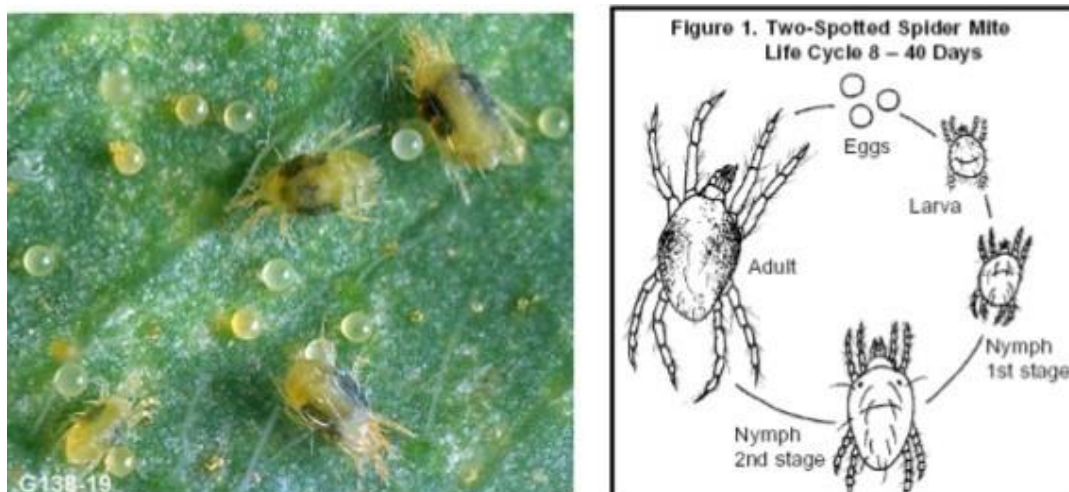 G138-19
Figure 1. Two-Spotted Spider Mite
Life Cycle 8 – 40 Days
Eggs
Larva
Adult
Nymph
1st stage
Nymph
2nd stage